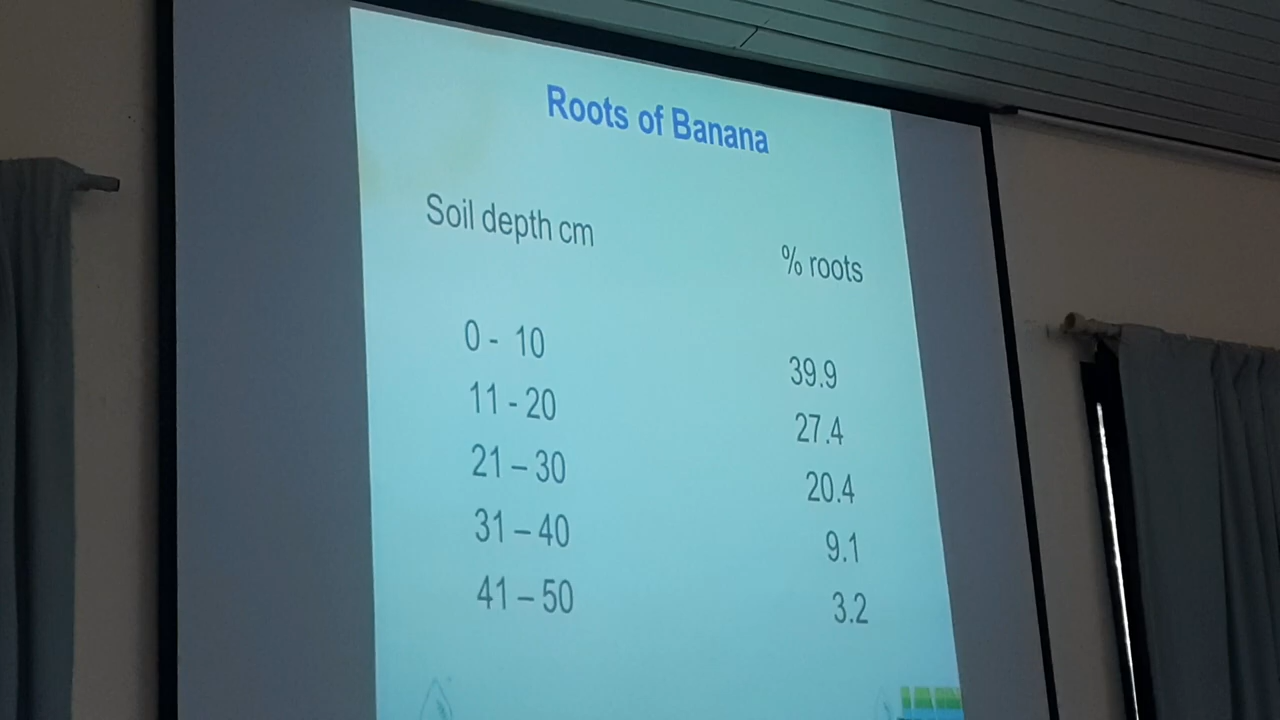 Roots of Banana
Soil depth cm % roots
0 - 10 39.9
11 - 20 27.4
21 – 30 20.4
31 – 40 9.1
41 – 50 3.2